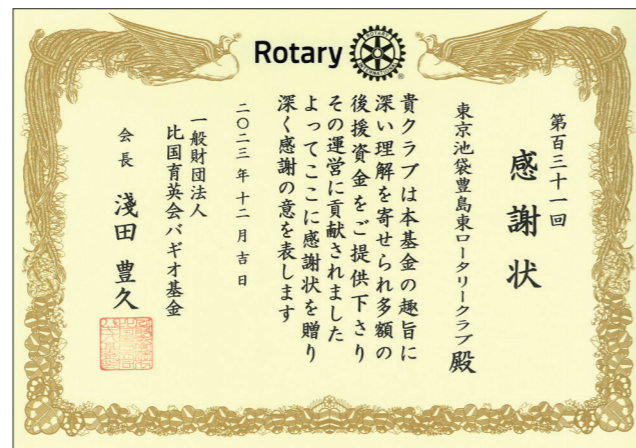 Rotary
ROTARY
INTERNATIONAL
®
第百三十一回
感謝状
東京池袋豊島東ロータリークラブ殿
貴クラブは本基金の趣旨に
深い理解を寄せられ多額の
後援資金をご提供下さり
その運営に貢献されました
よってここに感謝状を贈り
深く感謝の意を表します
二〇二三年十二月吉日
一般財団法人
比国育英会バギオ基金
会長 淺田豊久